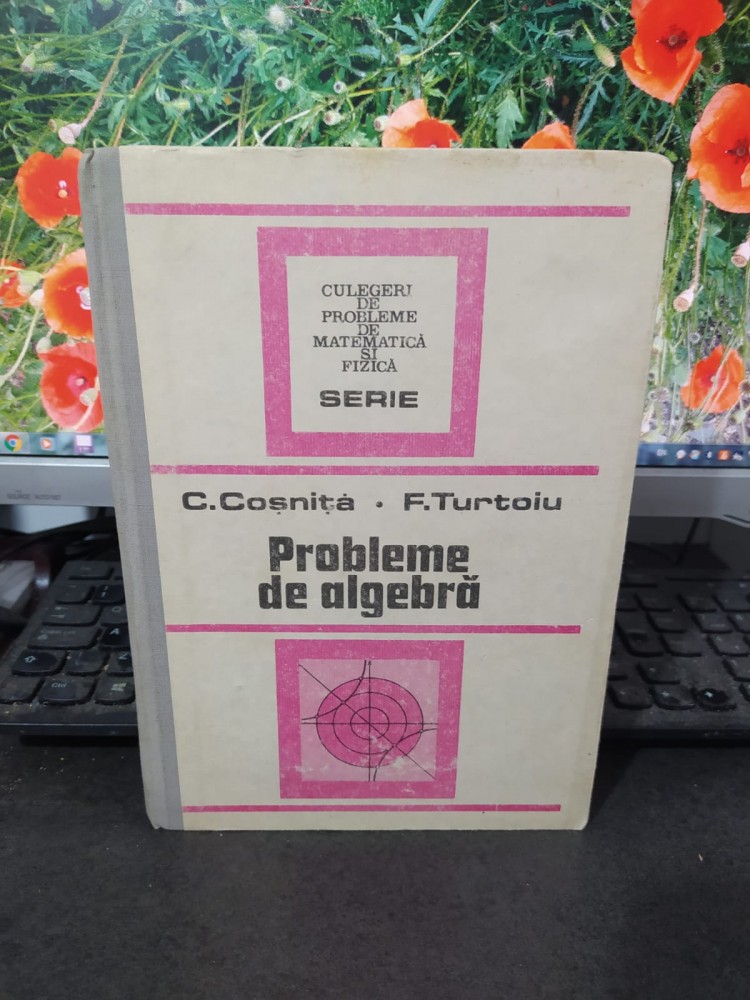 CULEGERI
DE
PROBLEME
DE
MATEMATICĂ
ȘI
FIZICĂ
SERIE
C.Coșniță • F.Turtoiu
Probleme
de algebră